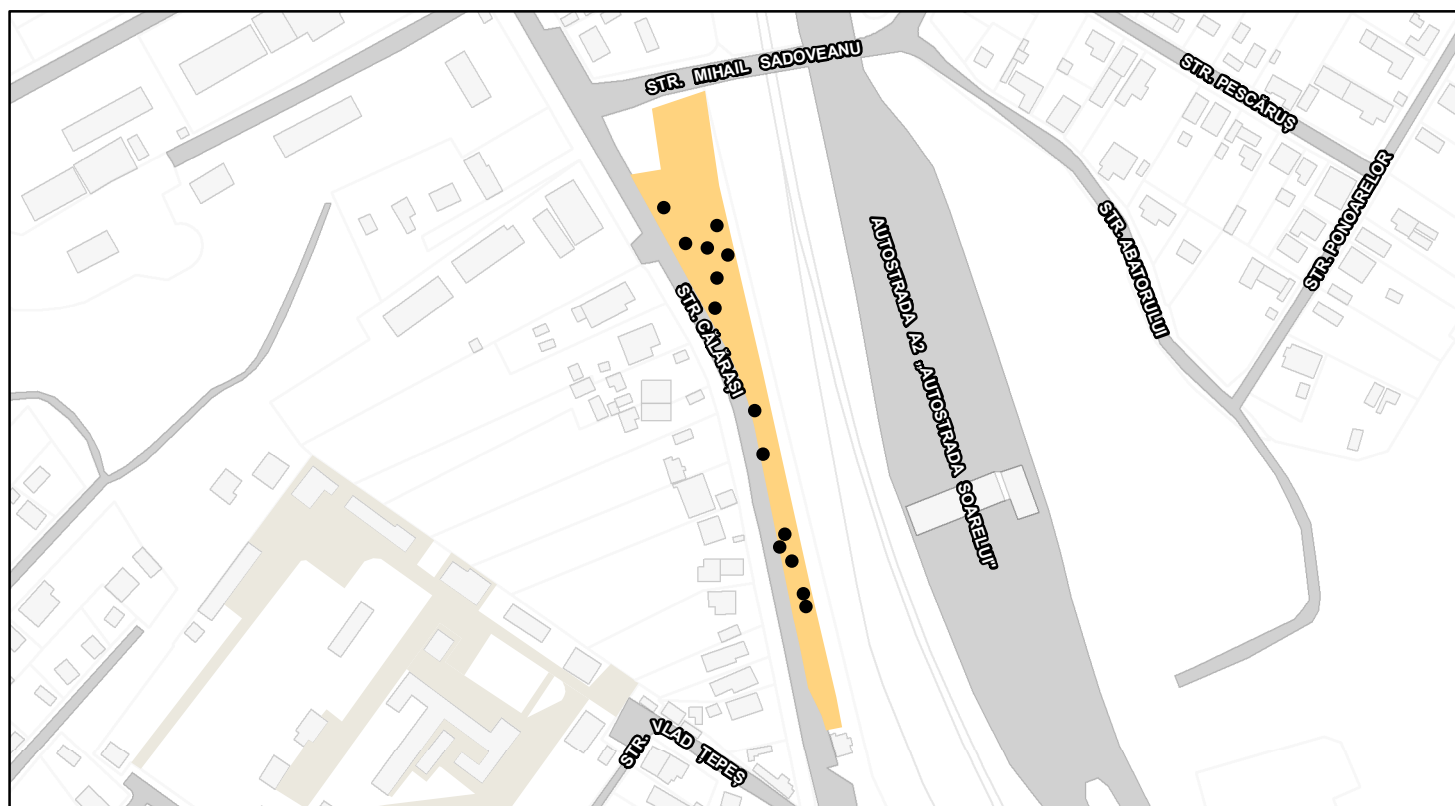 STR. MIHAIL SADOVEANU
STR. PESCĂRUȘ
STR. PONOARELOR
STR. ABATORULUI
AUTOSTRADA A2 „AUTOSTRADA SOARELUI"
STR. CĂLĂRAȘI
STR. VLAD ȚEPEȘ